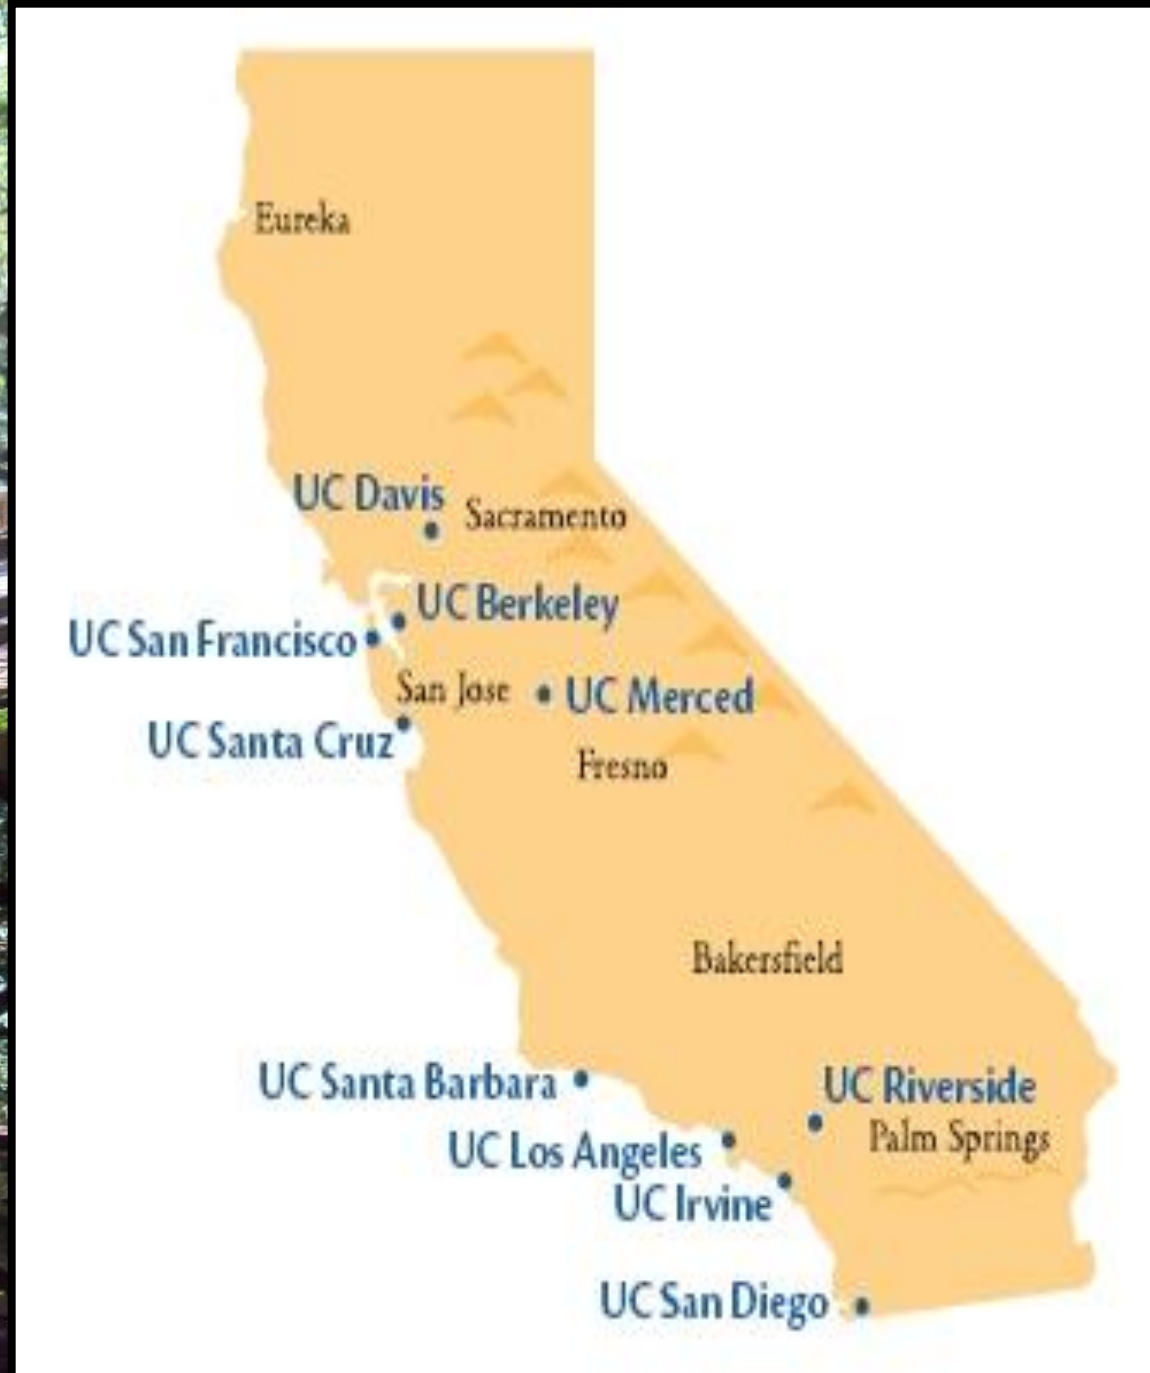 Eureka
UC Davis
Sacramento
UC Berkeley
UC San Francisco
San Jose
UC Merced
UC Santa Cruz
Fresno
Bakersfield
UC Santa Barbara
UC Riverside
Palm Springs
UC Los Angeles
UC Irvine
UC San Diego